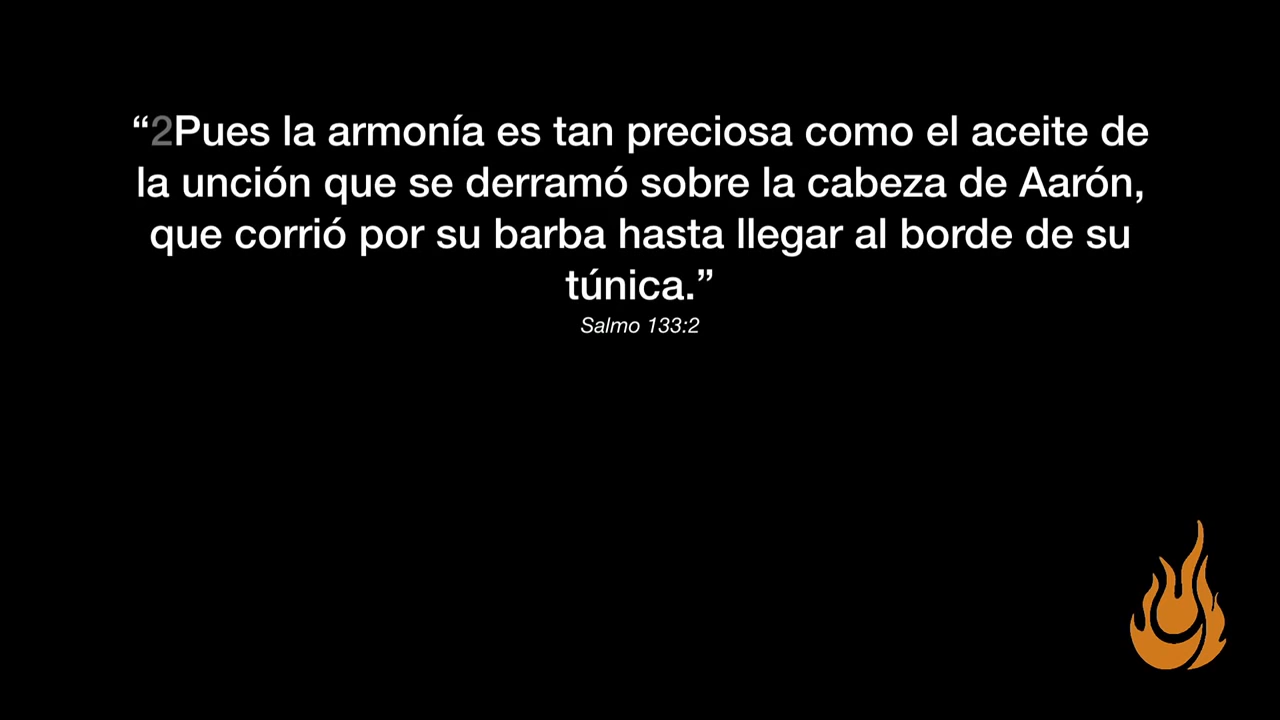 “2Pues la armonía es tan preciosa como el aceite de
la unción que se derramó sobre la cabeza de Aarón,
que corrió por su barba hasta llegar al borde de su
túnica.”
Salmo 133:2